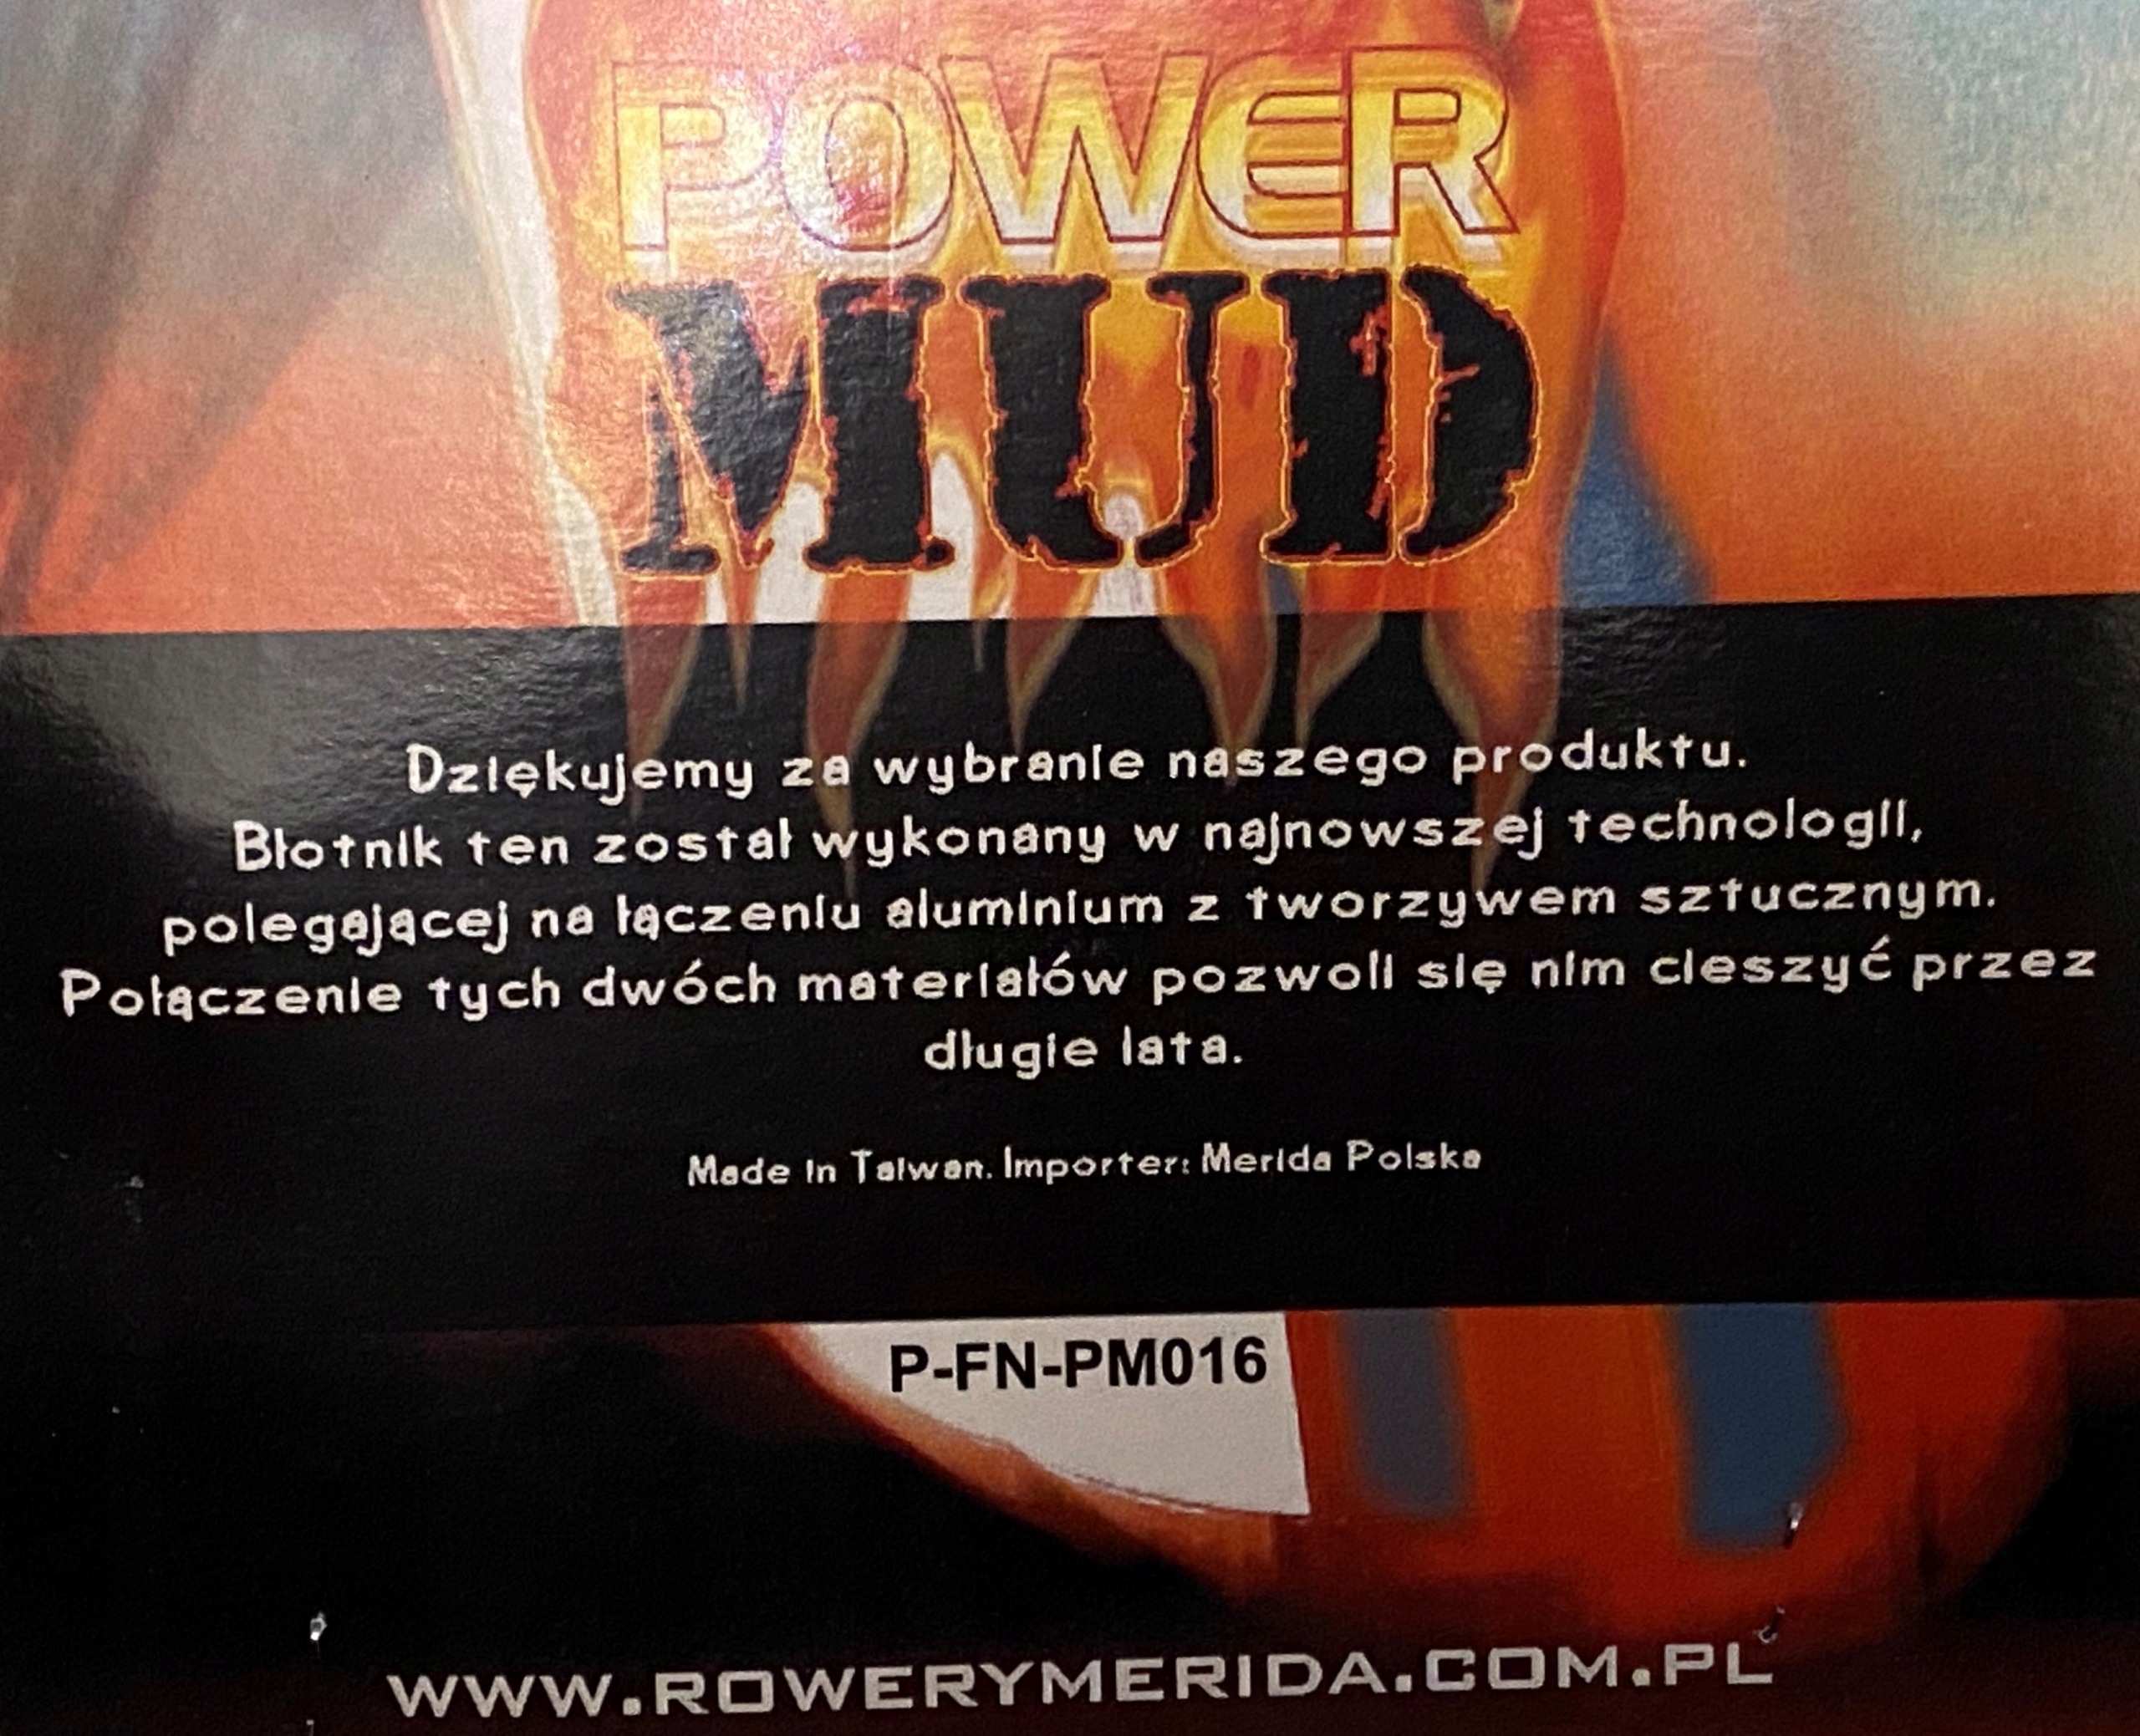 POWER
MUD
Dziękujemy za wybranie naszego produktu.
Błotnik ten został wykonany w najnowszej technologii,
polegającej na łączeniu aluminium z tworzywem sztucznym.
Połączenie tych dwóch materiałów pozwoli się nim cieszyć przez
długie lata.
Made in Taiwan. Importer: Merida Polska
P-FN-PM016
WWW.ROWERYMERIDA.COM.PL